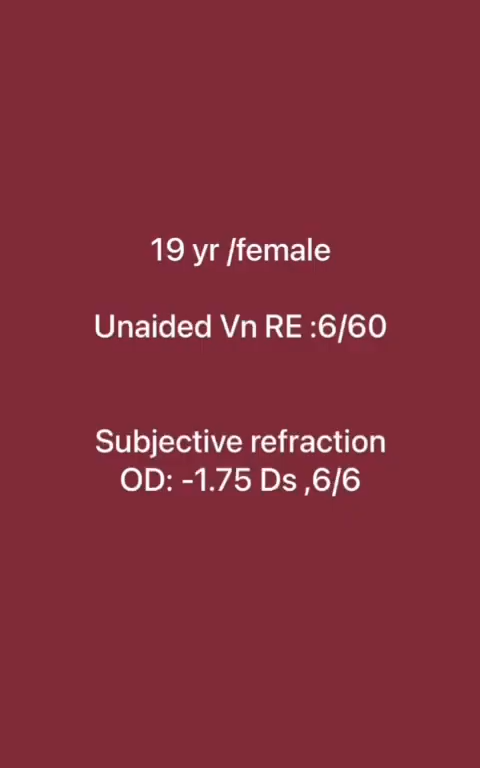 19 yr /female
Unaided Vn RE :6/60
Subjective refraction
OD: -1.75 Ds ,6/6